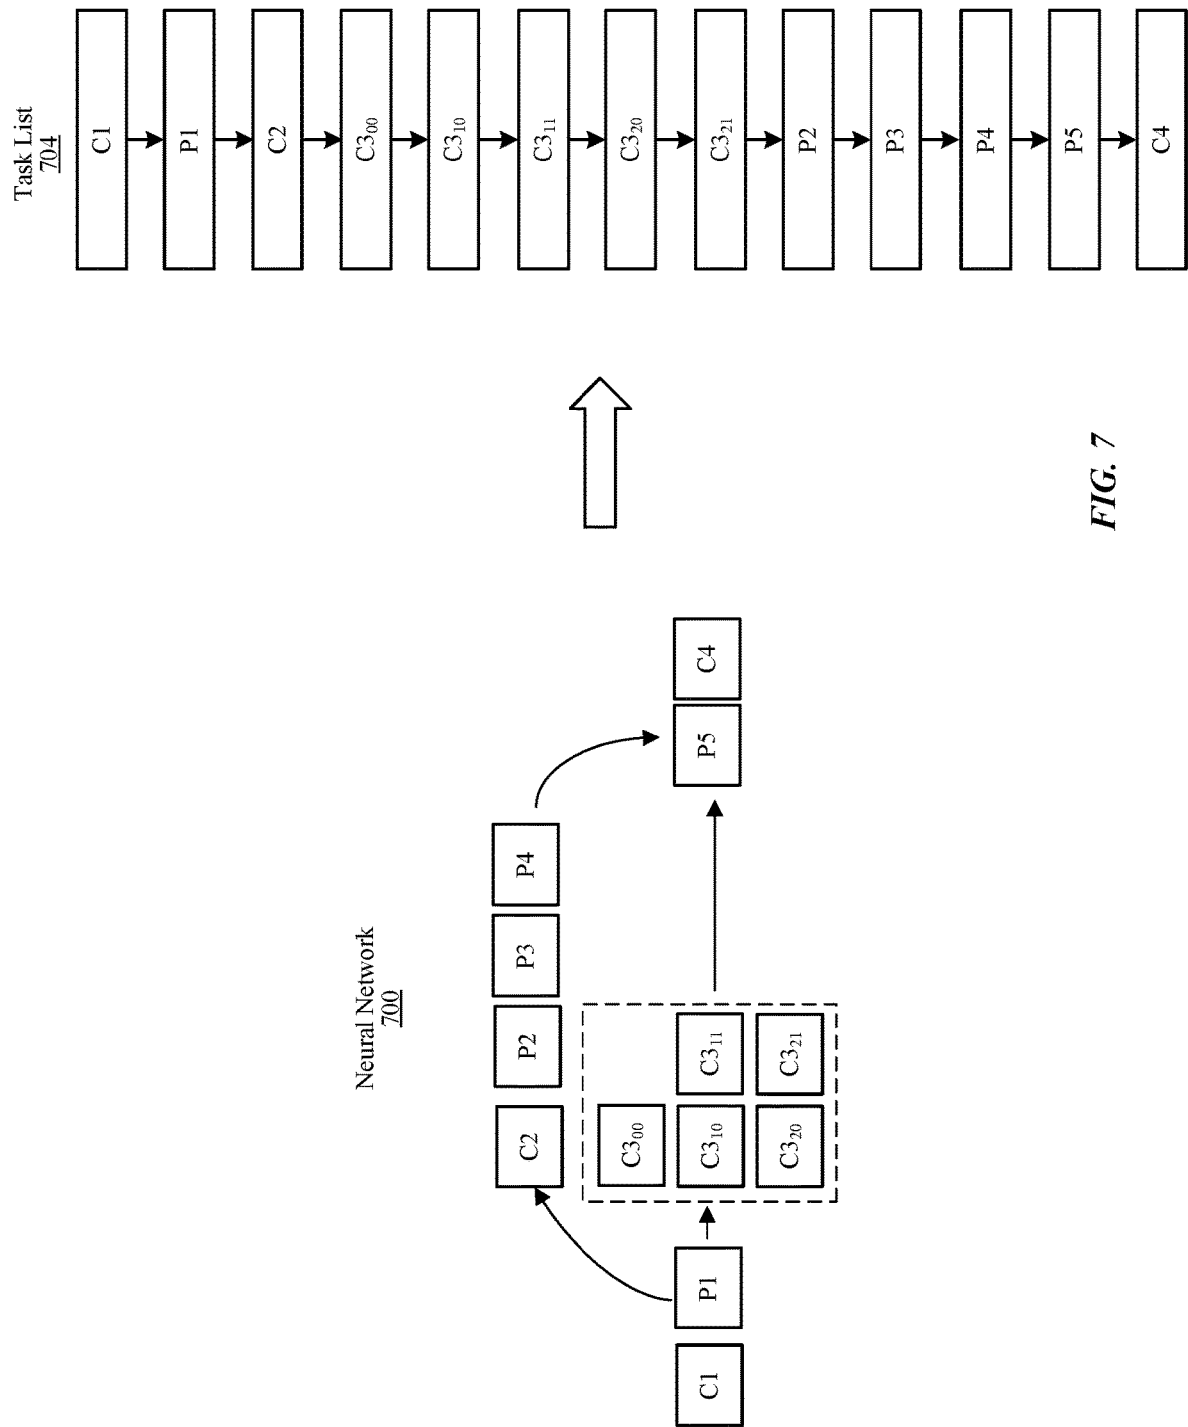 Neural Network
700
C1
P1
C2
P2
P3
P4
C3₀₀
C3₁₀
C3₁₁
C3₂₀
C3₂₁
P5
C4
Task List
704
C1
P1
C2
C3₀₀
C3₁₀
C3₁₁
C3₂₀
C3₂₁
P2
P3
P4
P5
C4
FIG. 7